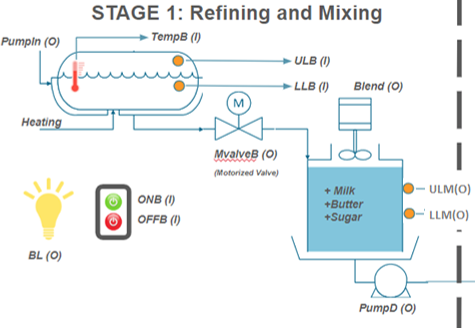 STAGE 1: Refining and Mixing
PumpIn (O)
TempB (I)
ULB (I)
LLB (I)
Blend (O)
Heating
M
MvalveB (O)
(Motorized Valve)
+ Milk
+Butter
+Sugar
ULM(O)
LLM(O)
ONB (I)
OFFB (I)
BL (O)
PumpD (O)